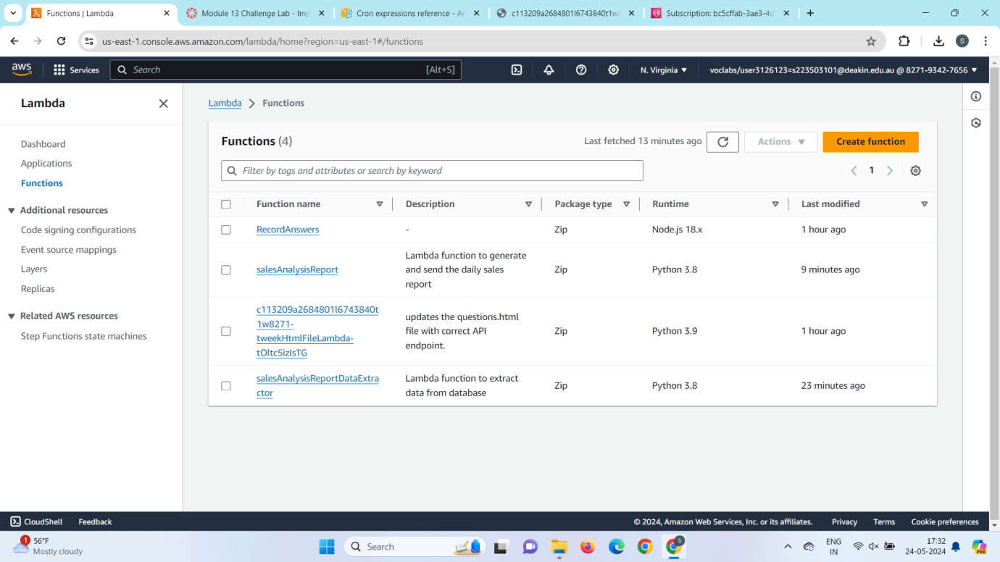 Functions | Lambda
Module 13 Challenge Lab - Imp
Cron expressions reference - Am
Subscription: bc5cffab-3ae3-4d
us-east-1.console.aws.amazon.com/lambda/home?region=us-east-1#/functions
S
aws
Services
Search
[Alt+S]
N. Virginia
voclabs/user3126123=s223503101@deakin.edu.au @ 8271-9342-7656
Lambda
Dashboard
Applications
Functions
Additional resources
Code signing configurations
Event source mappings
Layers
Replicas
Related AWS resources
Step Functions state machines
Lambda
Functions
Functions (4)
Last fetched 13 minutes ago
Actions
Create function
Filter by tags and attributes or search by keyword
1
Function name
Description
Package type
Runtime
Last modified
RecordAnswers
-
Zip
Node.js 18.x
1 hour ago
salesAnalysisReport
Lambda function to generate
and send the daily sales
report
Zip
Python 3.8
9 minutes ago
c113209a2684801l6743840t
1w8271-
tweekHtmlFileLambda-
tOltc5izIsTG
updates the questions.html
file with correct API
endpoint.
Zip
Python 3.9
1 hour ago
salesAnalysisReportDataExtra
ctor
Lambda function to extract
data from database
Zip
Python 3.8
23 minutes ago
CloudShell
Feedback
© 2024, Amazon Web Services, Inc. or its affiliates.
Privacy
Terms
Cookie preferences
1
56°F
Mostly cloudy
Search
S
ENG
IN
17:32
24-05-2024
PRE